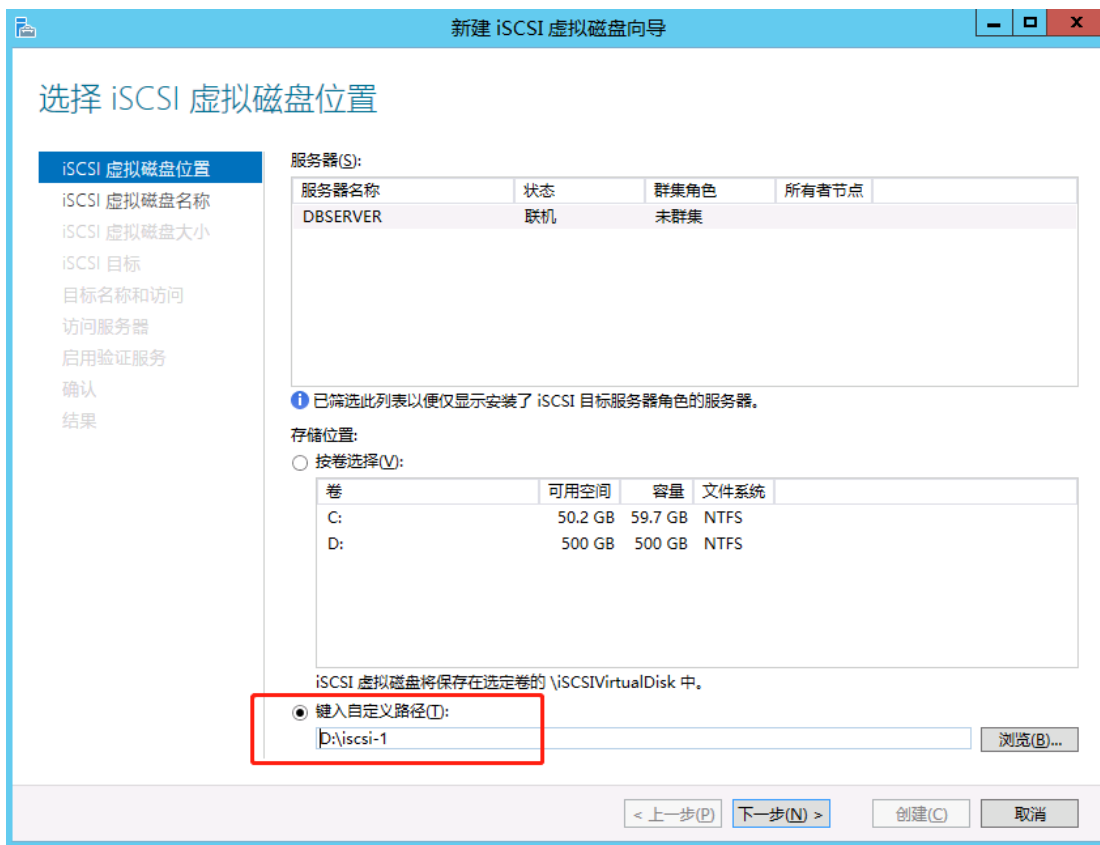 新建 iSCSI 虚拟磁盘向导
选择 iSCSI 虚拟磁盘位置
iSCSI 虚拟磁盘位置
iSCSI 虚拟磁盘名称
iSCSI 虚拟磁盘大小
iSCSI 目标
目标名称和访问
访问服务器
启用验证服务
确认
结果
服务器(S):
服务器名称 状态 群集角色 所有者节点
DBSERVER 联机 未群集
已筛选此列表以便仅显示安装了 iSCSI 目标服务器角色的服务器。
存储位置:
按卷选择(V):
卷 可用空间 容量 文件系统
C: 50.2 GB 59.7 GB NTFS
D: 500 GB 500 GB NTFS
iSCSI 虚拟磁盘将保存在选定卷的 \iSCSIVirtualDisk 中。
键入自定义路径(T):
D:\iscsi-1 浏览(B)...
< 上一步(P) 下一步(N) > 创建(C) 取消